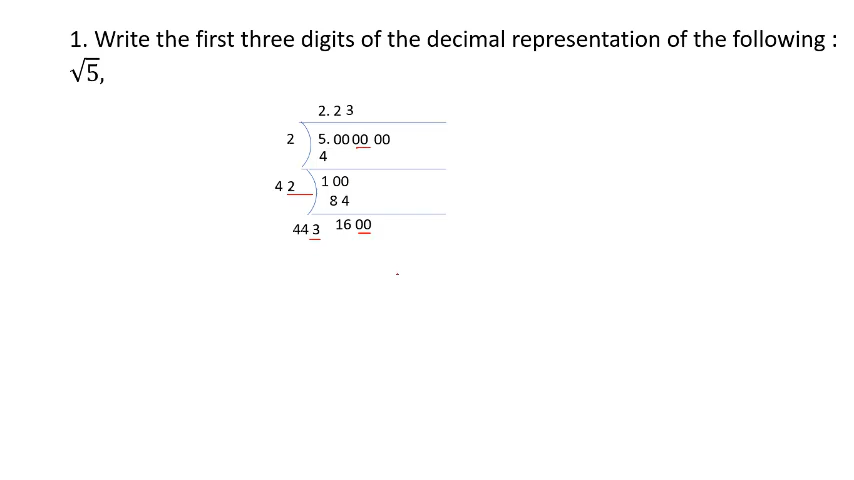 1. Write the first three digits of the decimal representation of the following :
√5,
2. 2 3
2 5. 00 00 00
4
4 2 1 00
8 4
44 3 16 00